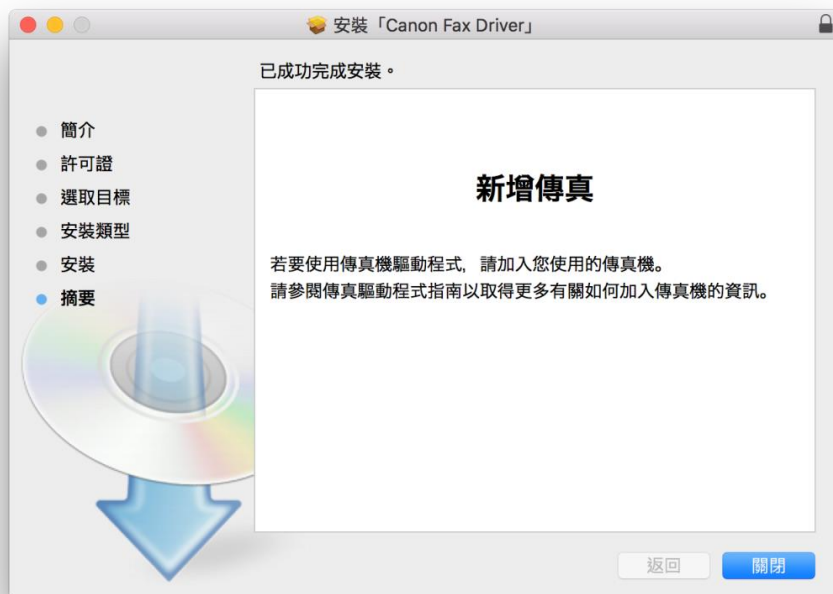 安裝「Canon Fax Driver」
已成功完成安裝。
簡介
許可證
選取目標
安裝類型
安裝
摘要
新增傳真
若要使用傳真機驅動程式，請加入您使用的傳真機。
請參閱傳真驅動程式指南以取得更多有關如何加入傳真機的資訊。
返回
關閉